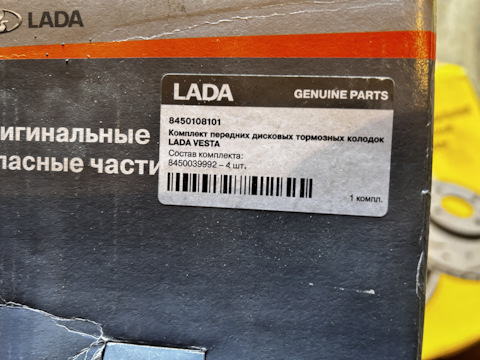 LADA
LADA GENUINE PARTS
8450108101
Комплект передних дисковых тормозных колодок
LADA VESTA
Состав комплекта:
8450039992 – 4 шт.
1 компл.
игинальные
пасные части